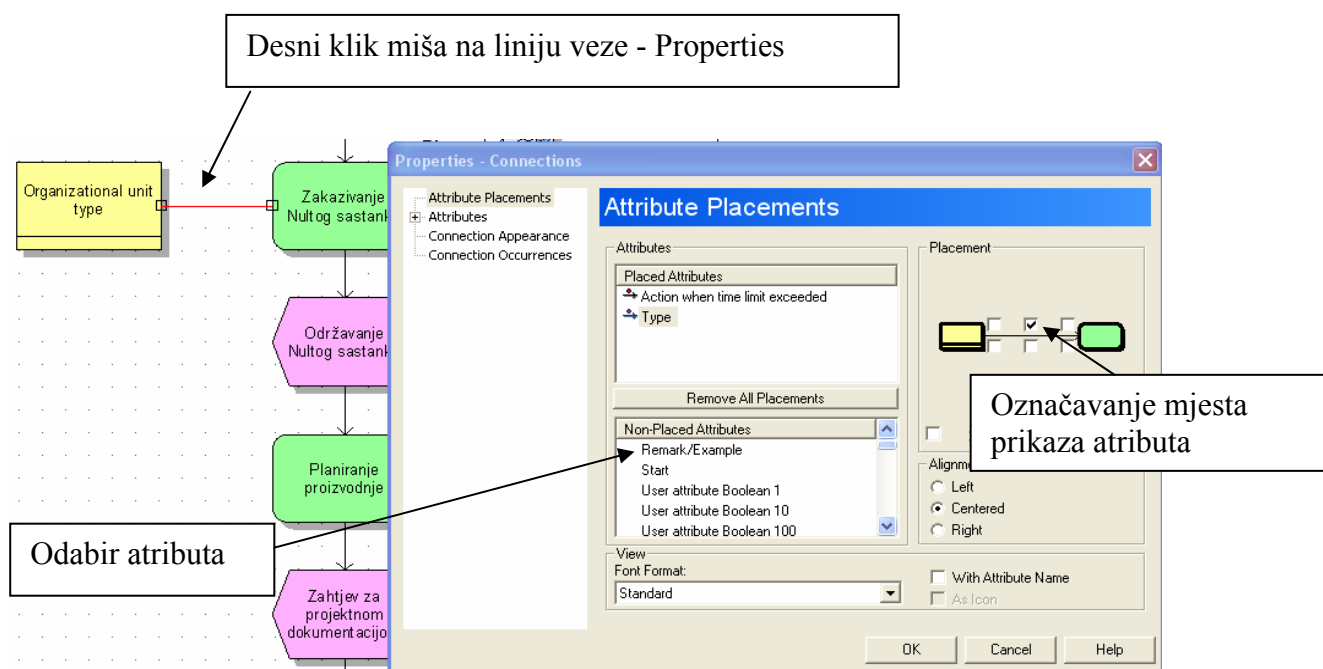 Desni klik miša na liniju veze - Properties
Organizational unit
type
Zakazivanje
Nultog
Održavanje
Nultog
Planiranje
proizvodnje
Zahtjev za
projektnom
Properties - Connections
Attribute Placements
Attributes
Connection Appearance
Connection Occurrences
Attribute Placements
Attributes
Placed Attributes
Action when time limit exceeded
Type
Remove All Placements
Non-Placed Attributes
Remark/Example
Start
User attribute Boolean 1
User attribute Boolean 10
User attribute Boolean 100
Placement
Označavanje mjesta
prikaza atributa
Left
Centered
Right
Odabir atributa
View
Font Format:
Standard
With Attribute Name
As Icon
OK
Cancel
Help